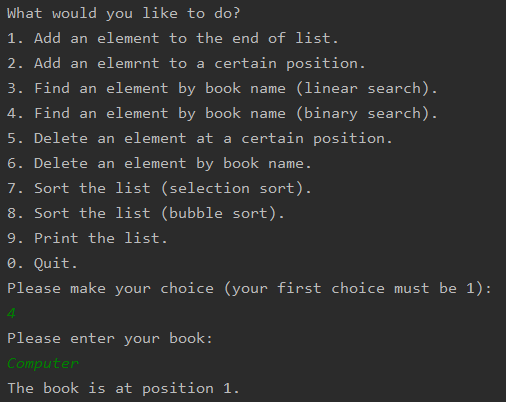 What would you like to do?
1. Add an element to the end of list.
2. Add an elemrnt to a certain position.
3. Find an element by book name (linear search).
4. Find an element by book name (binary search).
5. Delete an element at a certain position.
6. Delete an element by book name.
7. Sort the list (selection sort).
8. Sort the list (bubble sort).
9. Print the list.
0. Quit.
Please make your choice (your first choice must be 1):
4
Please enter your book:
Computer
The book is at position 1.